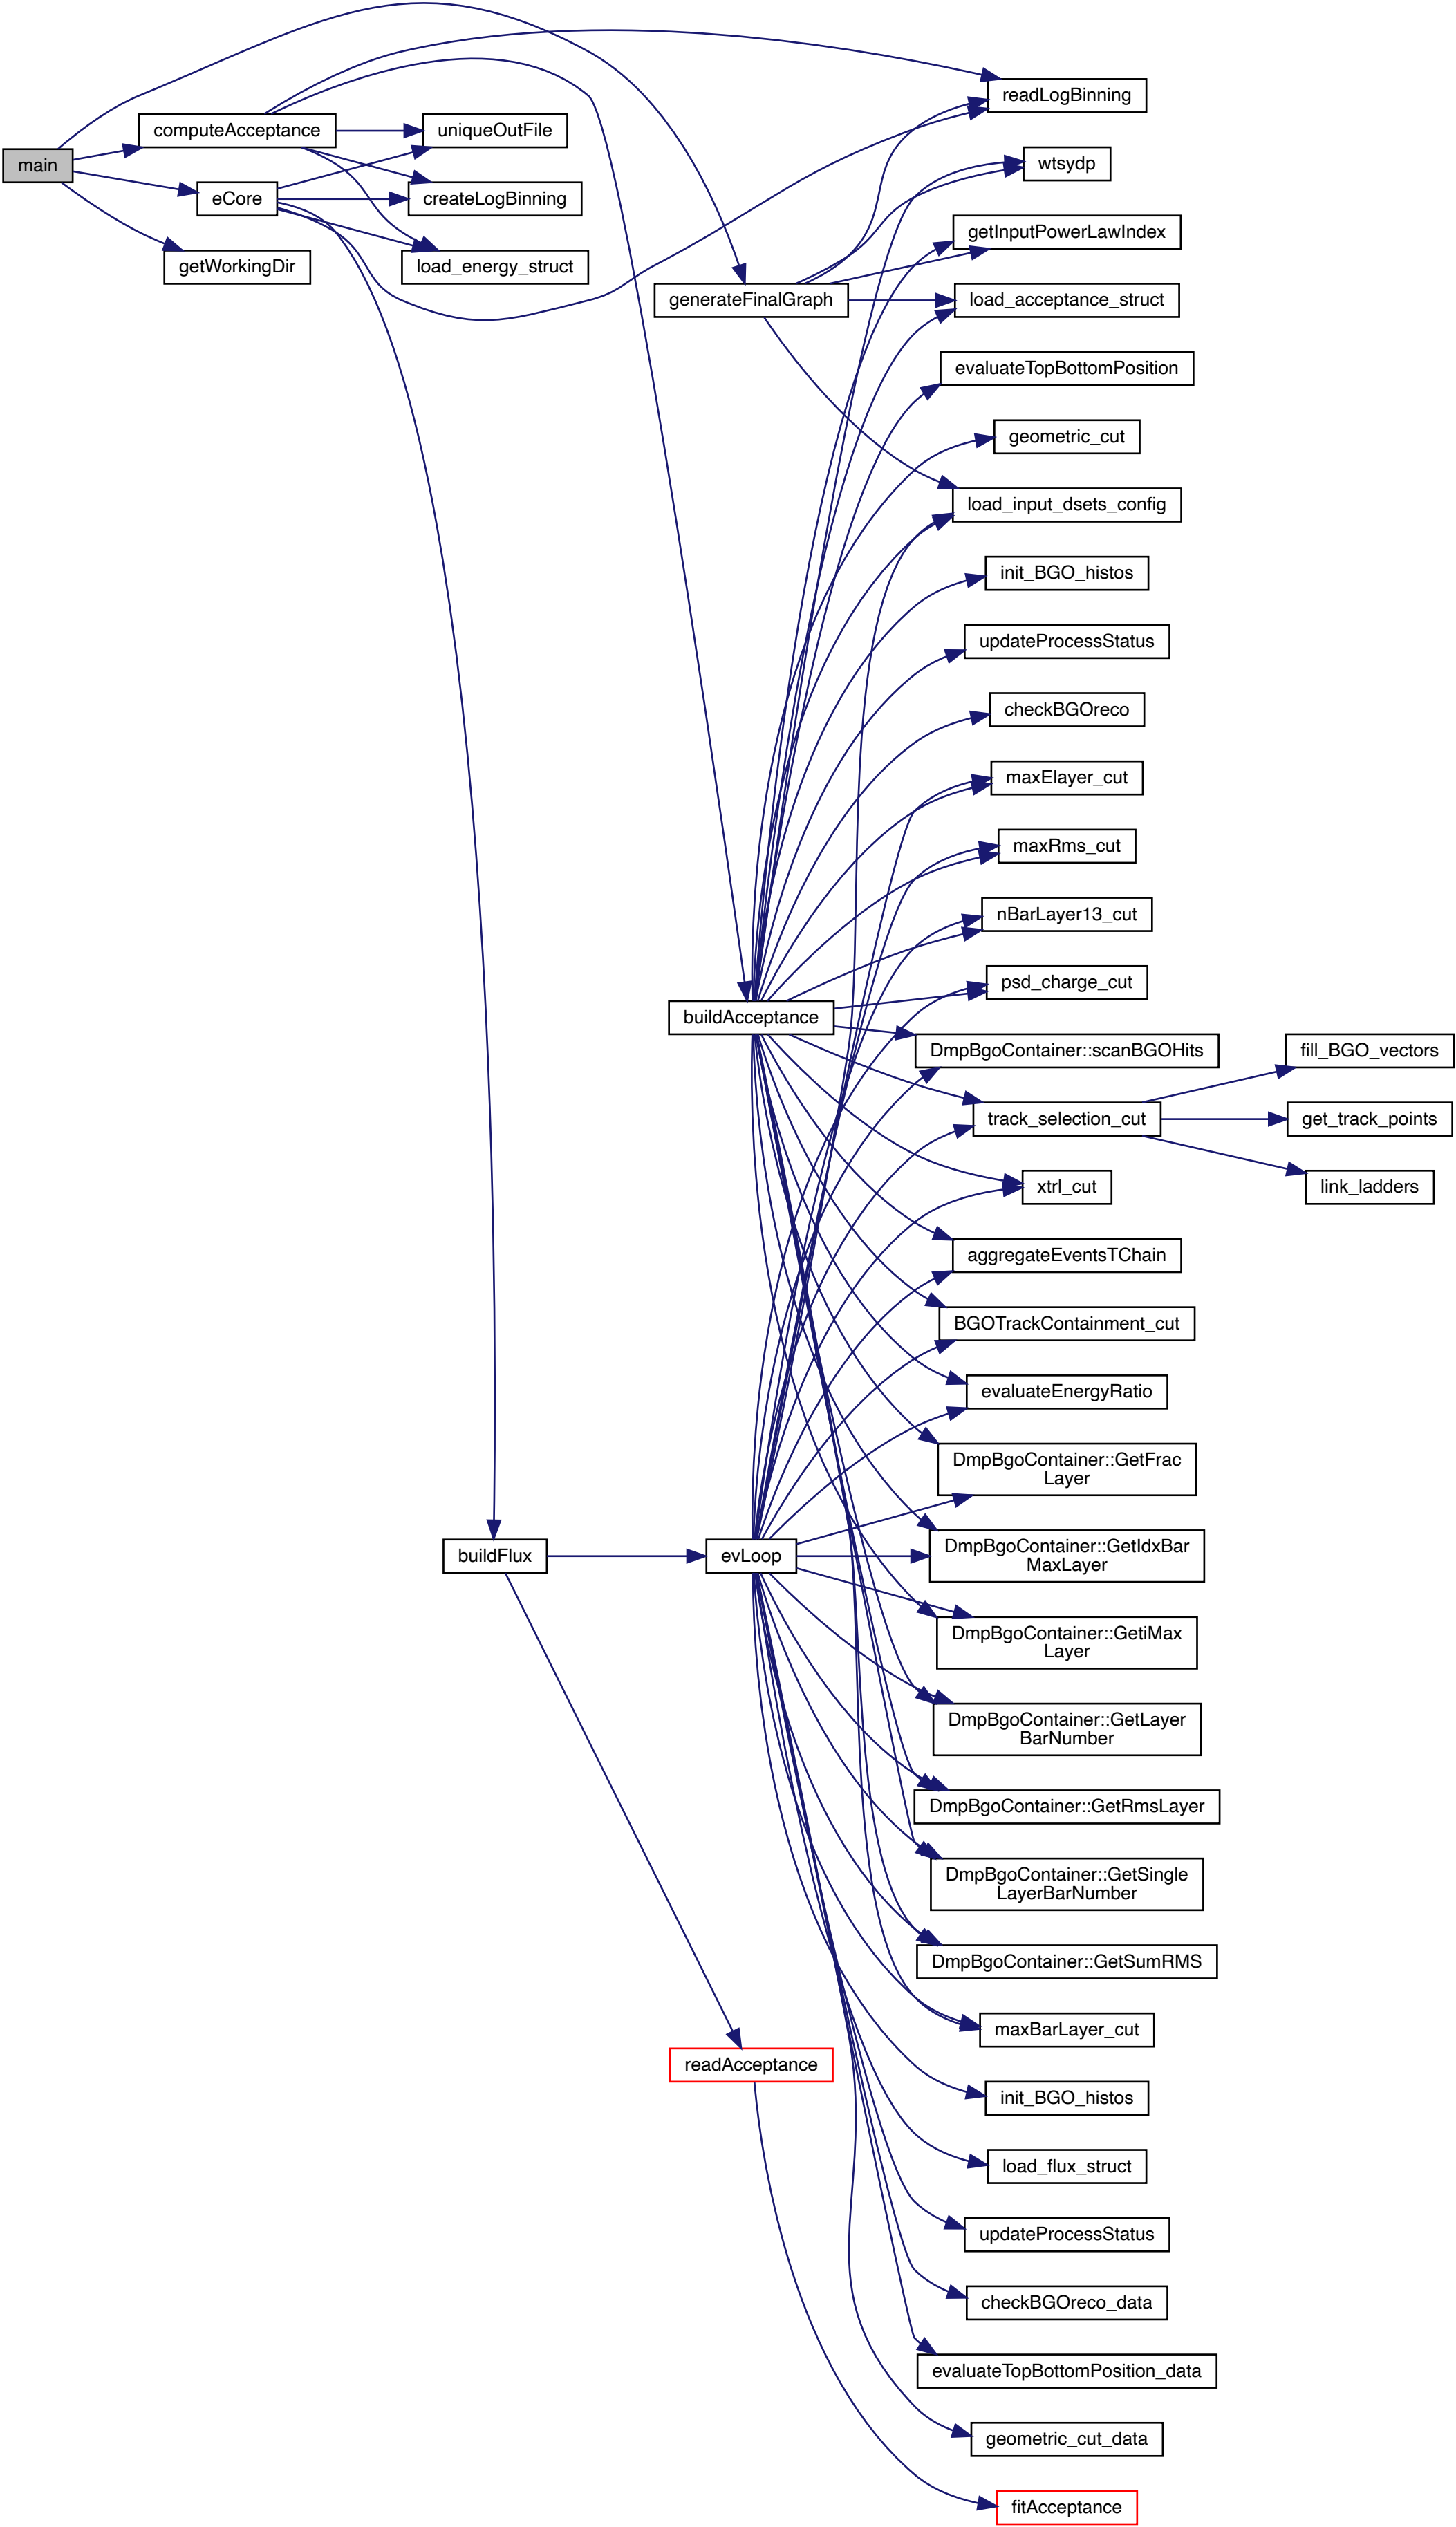 readLogBinning
computeAcceptance
uniqueOutFile
main
wtsydp
eCore
createLogBinning
getInputPowerLawIndex
getWorkingDir
load_energy_struct
generateFinalGraph
load_acceptance_struct
evaluateTopBottomPosition
geometric_cut
load_input_dsets_config
init_BGO_histos
updateProcessStatus
checkBGOreco
maxElayer_cut
maxRms_cut
nBarLayer13_cut
psd_charge_cut
buildAcceptance
DmpBgoContainer::scanBGOHits
fill_BGO_vectors
track_selection_cut
get_track_points
xtrl_cut
link_ladders
aggregateEventsTChain
BGOTrackContainment_cut
evaluateEnergyRatio
DmpBgoContainer::GetFrac
Layer
buildFlux
evLoop
DmpBgoContainer::GetIdxBar
MaxLayer
DmpBgoContainer::GetiMax
Layer
DmpBgoContainer::GetLayer
BarNumber
DmpBgoContainer::GetRmsLayer
DmpBgoContainer::GetSingle
LayerBarNumber
DmpBgoContainer::GetSumRMS
maxBarLayer_cut
readAcceptance
init_BGO_histos
load_flux_struct
updateProcessStatus
checkBGOreco_data
evaluateTopBottomPosition_data
geometric_cut_data
fitAcceptance